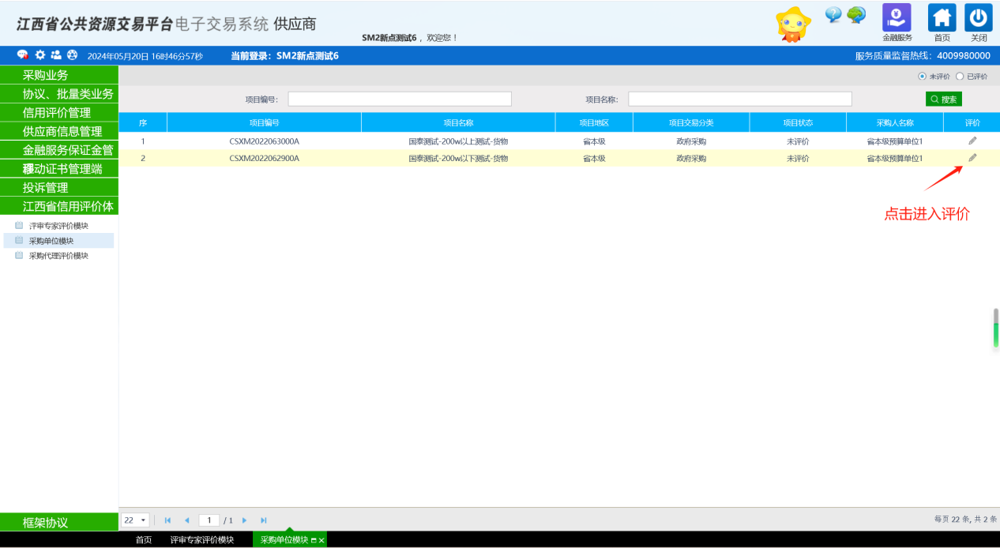 江西省公共资源交易平台电子交易系统 供应商
SM2新点测试6 ，欢迎您！
金融服务 首页 关闭
2024年05月20日 16时46分57秒 当前登录：SM2新点测试6 服务质量监督热线：4009980000
采购业务
协议、批量类业务
信用评价管理
供应商信息管理
金融服务保证金管
移动证书管理端
投诉管理
江西省信用评价体
评审专家评价模块
采购单位模块
采购代理评价模块
框架协议
未评价 已评价
项目编号： 项目名称： 搜索
序 项目编号 项目名称 项目地区 项目交易分类 项目状态 采购人名称 评价
1 CSXM2022063000A 国泰测试-200w以上测试-货物 省本级 政府采购 未评价 省本级预算单位1
2 CSXM2022062900A 国泰测试-200w以下测试-货物 省本级 政府采购 未评价 省本级预算单位1
点击进入评价
22 1 / 1 每页 22 条, 共 2 条
首页 评审专家评价模块 采购单位模块